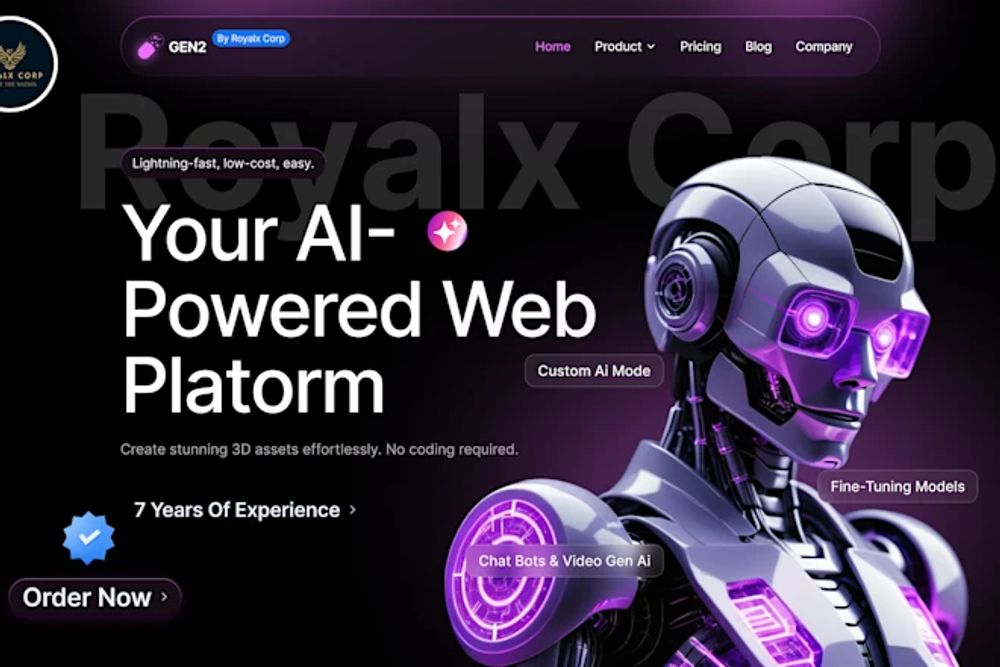 GEN2
By Royalx Corp
Home
Product
Pricing
Blog
Company
ALX CORP
Royalx Corp
Lightning-fast, low-cost, easy.
Your AI-
Powered Web
Platorm
Custom Ai Mode
Create stunning 3D assets effortlessly. No coding required.
Fine-Tuning Models
7 Years Of Experience
Chat Bots & Video Gen Ai
Order Now